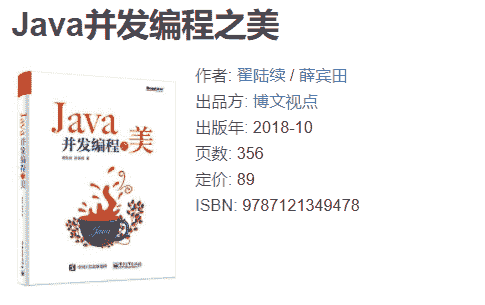 Java并发编程之美
作者: 翟陆续 / 薛宾田
出品方: 博文视点
出版年: 2018-10
页数: 356
定价: 89
ISBN: 9787121349478
Java
并发编程之美
Java